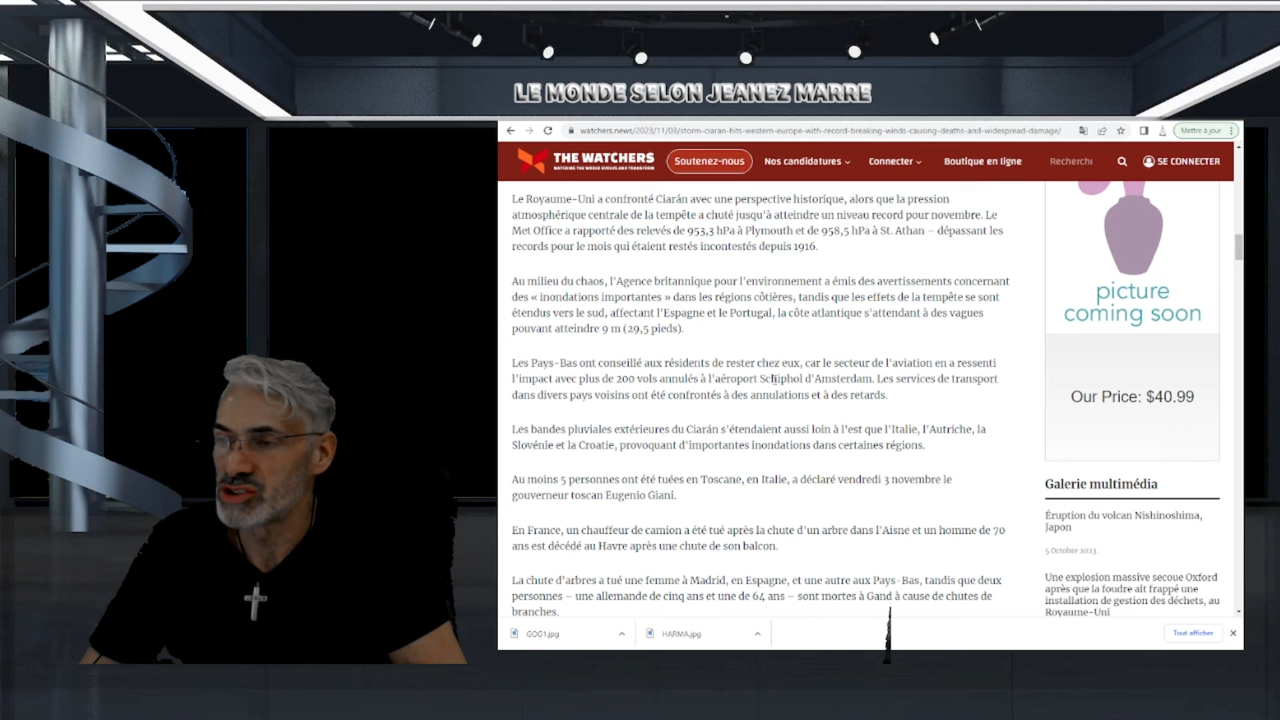 LE MONDE SELON JEANEZ MARRE
watchers.news/2023/11/03/storm-ciaran-hits-western-europe-with-record-breaking-winds-causing-deaths-and-widespread-damage/
Mettre à jour
THE WATCHERS
WATCHING THE WORLD EVOLVE AND TRANSFORM
Soutenez-nous
Nos candidatures
Connecter
Boutique en ligne
Recherche
SE CONNECTER
Le Royaume-Uni a confronté Ciarán avec une perspective historique, alors que la pression
atmosphérique centrale de la tempête a chuté jusqu'à atteindre un niveau record pour novembre. Le
Met Office a rapporté des relevés de 953,3 hPa à Plymouth et de 958,5 hPa à St. Athan – dépassant les
records pour le mois qui étaient restés incontestés depuis 1916.
Au milieu du chaos, l'Agence britannique pour l'environnement a émis des avertissements concernant
des « inondations importantes » dans les régions côtières, tandis que les effets de la tempête se sont
étendus vers le sud, affectant l'Espagne et le Portugal, la côte atlantique s'attendant à des vagues
pouvant atteindre 9 m (29,5 pieds).
Les Pays-Bas ont conseillé aux résidents de rester chez eux, car le secteur de l'aviation en a ressenti
l'impact avec plus de 200 vols annulés à l'aéroport Schiphol d'Amsterdam. Les services de transport
dans divers pays voisins ont été confrontés à des annulations et à des retards.
Les bandes pluviales extérieures du Ciarán s'étendaient aussi loin à l'est que l'Italie, l'Autriche, la
Slovénie et la Croatie, provoquant d'importantes inondations dans certaines régions.
Au moins 5 personnes ont été tuées en Toscane, en Italie, a déclaré vendredi 3 novembre le
gouverneur toscan Eugenio Giani.
En France, un chauffeur de camion a été tué après la chute d'un arbre dans l'Aisne et un homme de 70
ans est décédé au Havre après une chute de son balcon.
La chute d'arbres a tué une femme à Madrid, en Espagne, et une autre aux Pays-Bas, tandis que deux
personnes – une allemande de cinq ans et une de 64 ans – sont mortes à Gand à cause de chutes de
branches.
picture
coming soon
Our Price: $40.99
Galerie multimédia
Éruption du volcan Nishinoshima,
Japon
5 Octobre 2023
Une explosion massive secoue Oxford
après que la foudre ait frappé une
installation de gestion des déchets, au
Royaume-Uni
GOG1.jpg
HARMA.jpg
Tout afficher